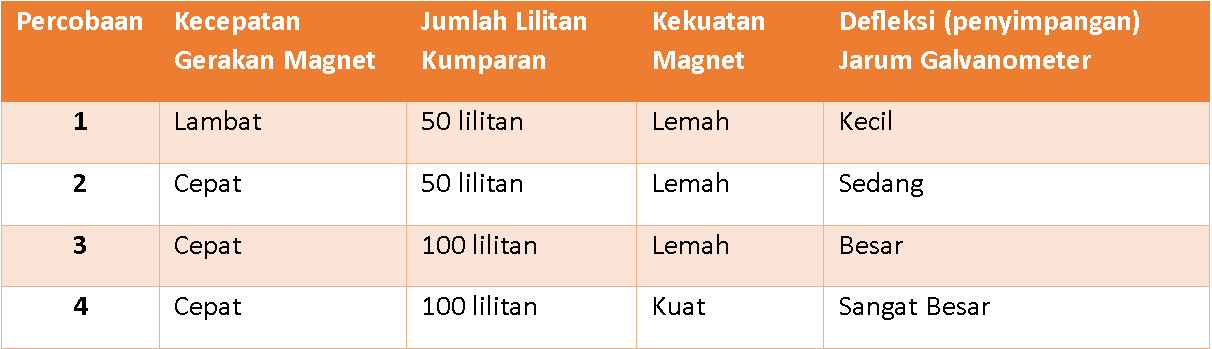 Percobaan Kecepatan Gerakan Magnet Jumlah Lilitan Kumparan Kekuatan Magnet Defleksi (penyimpangan) Jarum Galvanometer
1 Lambat 50 lilitan Lemah Kecil
2 Cepat 50 lilitan Lemah Sedang
3 Cepat 100 lilitan Lemah Besar
4 Cepat 100 lilitan Kuat Sangat Besar